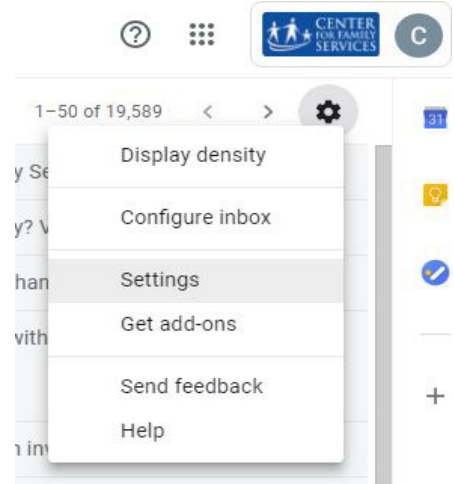 CENTER
FOR FAMILY
SERVICES
C
1–50 of 19,589
31
Display density
Configure inbox
Settings
Get add-ons
Send feedback
Help